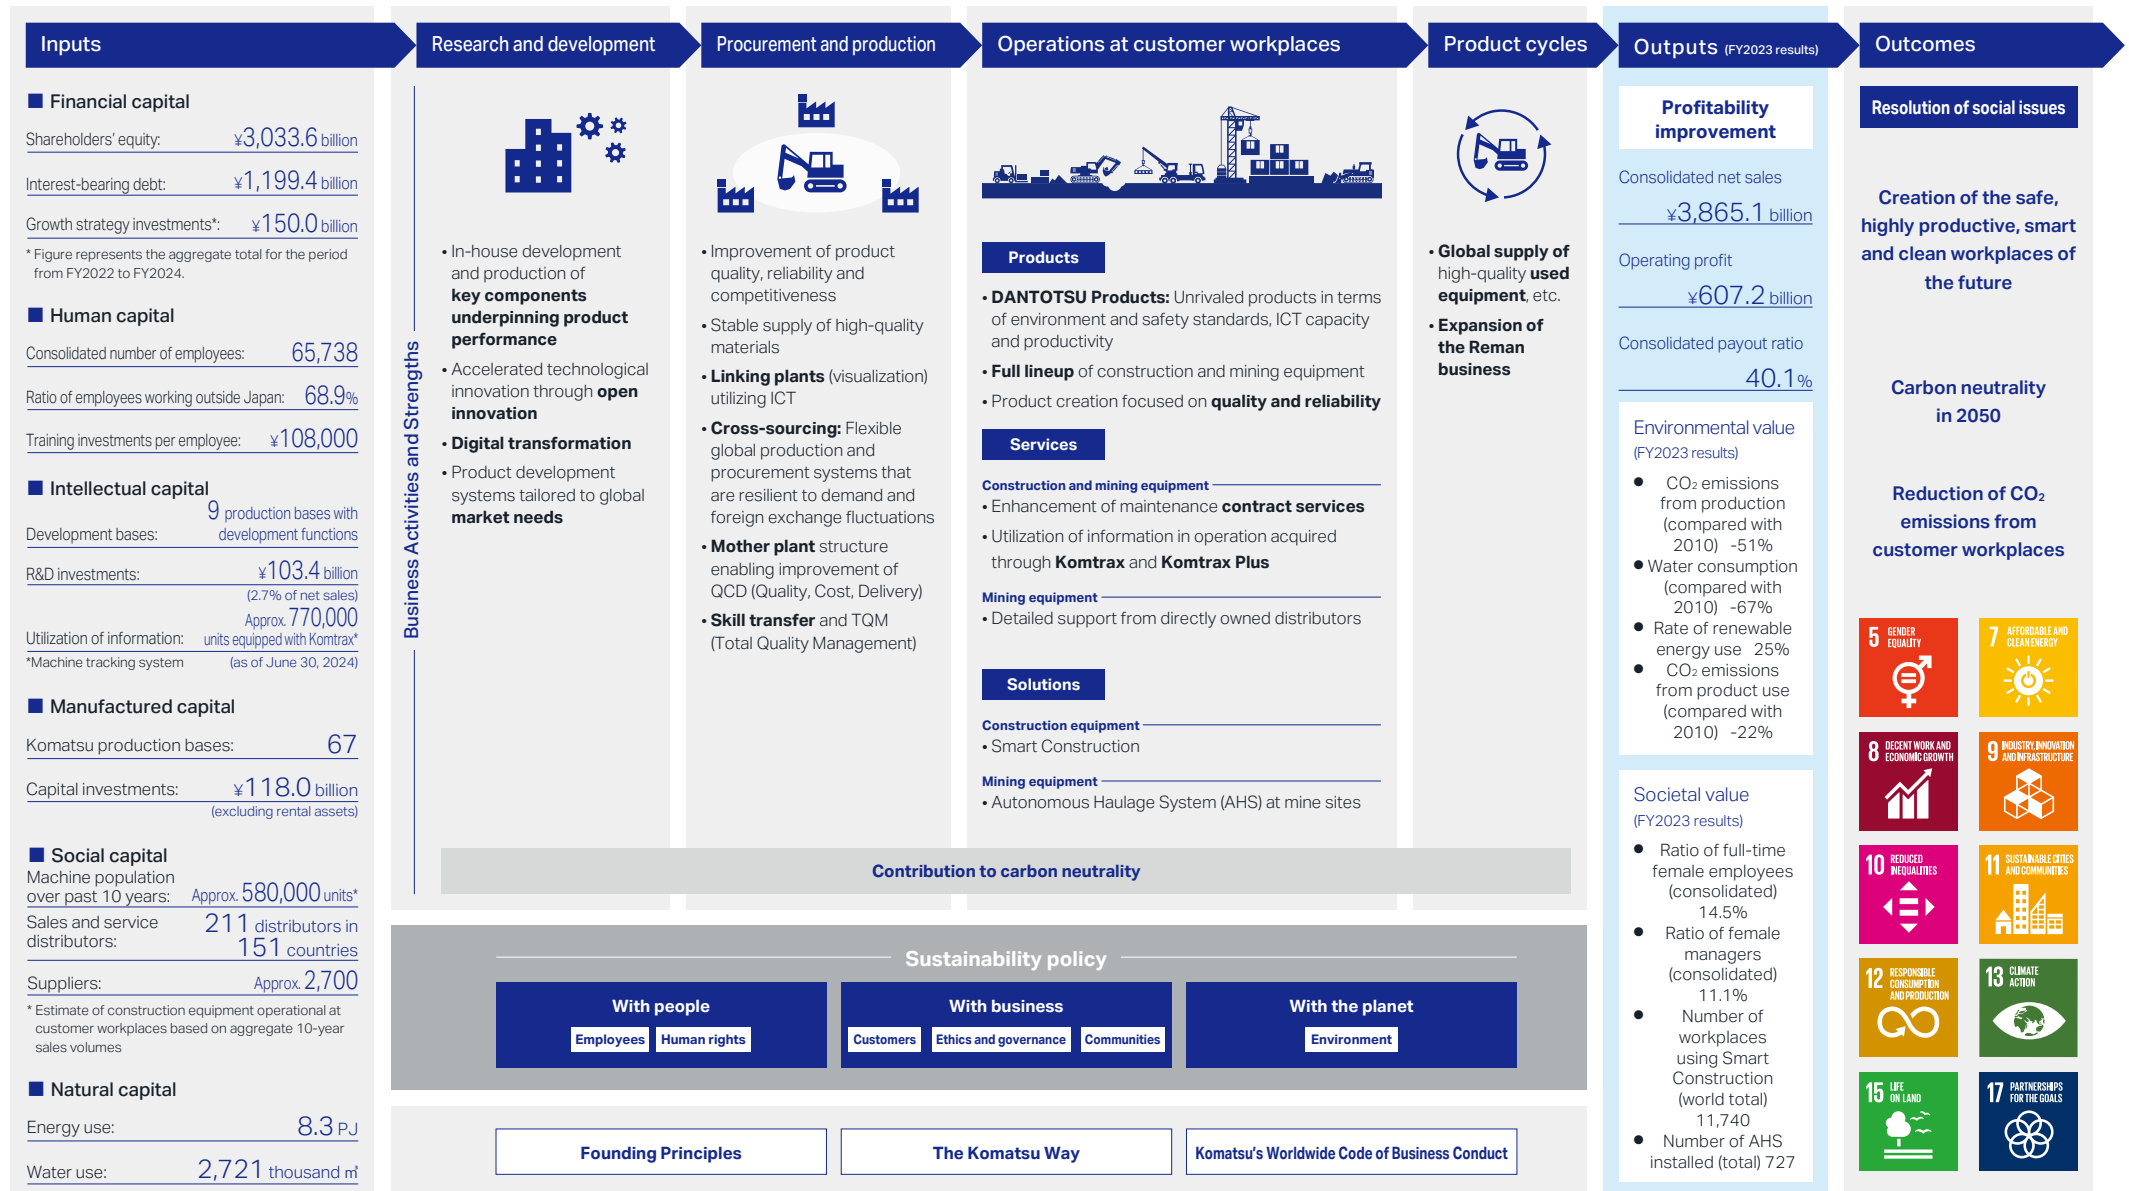 Inputs
Financial capital
Shareholders' equity: ¥3,033.6 billion
Interest-bearing debt: ¥1,199.4 billion
Growth strategy investments*: ¥150.0 billion
* Figure represents the aggregate total for the period
from FY2022 to FY2024.
Human capital
Consolidated number of employees: 65,738
Ratio of employees working outside Japan: 68.9%
Training investments per employee: ¥108,000
Intellectual capital
9 production bases with
Development bases: development functions
R&D investments: ¥103.4 billion
(2.7% of net sales)
Approx. 770,000
Utilization of information: units equipped with Komtrax*
*Machine tracking system (as of June 30, 2024)
Manufactured capital
Komatsu production bases: 67
Capital investments: ¥118.0 billion
(excluding rental assets)
Social capital
Machine population
over past 10 years: Approx. 580,000 units*
Sales and service 211 distributors in
distributors: 151 countries
Suppliers: Approx. 2,700
* Estimate of construction equipment operational at
customer workplaces based on aggregate 10-year
sales volumes
Natural capital
Energy use: 8.3 PJ
Water use: 2,721 thousand ㎥
Business Activities and Strengths
Research and development
• In-house development
and production of
key components
underpinning product
performance
• Accelerated technological
innovation through open
innovation
• Digital transformation
• Product development
systems tailored to global
market needs
Procurement and production
• Improvement of product
quality, reliability and
competitiveness
• Stable supply of high-quality
materials
• Linking plants (visualization)
utilizing ICT
• Cross-sourcing: Flexible
global production and
procurement systems that
are resilient to demand and
foreign exchange fluctuations
• Mother plant structure
enabling improvement of
QCD (Quality, Cost, Delivery)
• Skill transfer and TQM
(Total Quality Management)
Operations at customer workplaces
Products
• DANTOTSU Products: Unrivaled products in terms
of environment and safety standards, ICT capacity
and productivity
• Full lineup of construction and mining equipment
• Product creation focused on quality and reliability
Services
Construction and mining equipment
• Enhancement of maintenance contract services
• Utilization of information in operation acquired
through Komtrax and Komtrax Plus
Mining equipment
• Detailed support from directly owned distributors
Solutions
Construction equipment
• Smart Construction
Mining equipment
• Autonomous Haulage System (AHS) at mine sites
Product cycles
• Global supply of
high-quality used
equipment, etc.
• Expansion of
the Reman
business
Contribution to carbon neutrality
Sustainability policy
With people
Employees Human rights
With business
Customers Ethics and governance Communities
With the planet
Environment
Founding Principles
The Komatsu Way
Komatsu's Worldwide Code of Business Conduct
Outputs (FY2023 results)
Profitability
improvement
Consolidated net sales
¥3,865.1 billion
Operating profit
¥607.2 billion
Consolidated payout ratio
40.1%
Environmental value
(FY2023 results)
● CO₂ emissions
from production
(compared with
2010) -51%
● Water consumption
(compared with
2010) -67%
● Rate of renewable
energy use 25%
● CO₂ emissions
from product use
(compared with
2010) -22%
Societal value
(FY2023 results)
● Ratio of full-time
female employees
(consolidated)
14.5%
● Ratio of female
managers
(consolidated)
11.1%
● Number of
workplaces
using Smart
Construction
(world total)
11,740
● Number of AHS
installed (total) 727
Outcomes
Resolution of social issues
Creation of the safe,
highly productive, smart
and clean workplaces of
the future
Carbon neutrality
in 2050
Reduction of CO₂
emissions from
customer workplaces
5 GENDER
EQUALITY
7 AFFORDABLE AND
CLEAN ENERGY
8 DECENT WORK AND
ECONOMIC GROWTH
9 INDUSTRY, INNOVATION
AND INFRASTRUCTURE
10 REDUCED
INEQUALITIES
11 SUSTAINABLE CITIES
AND COMMUNITIES
12 RESPONSIBLE
CONSUMPTION
AND PRODUCTION
13 CLIMATE
ACTION
15 LIFE
ON LAND
17 PARTNERSHIPS
FOR THE GOALS